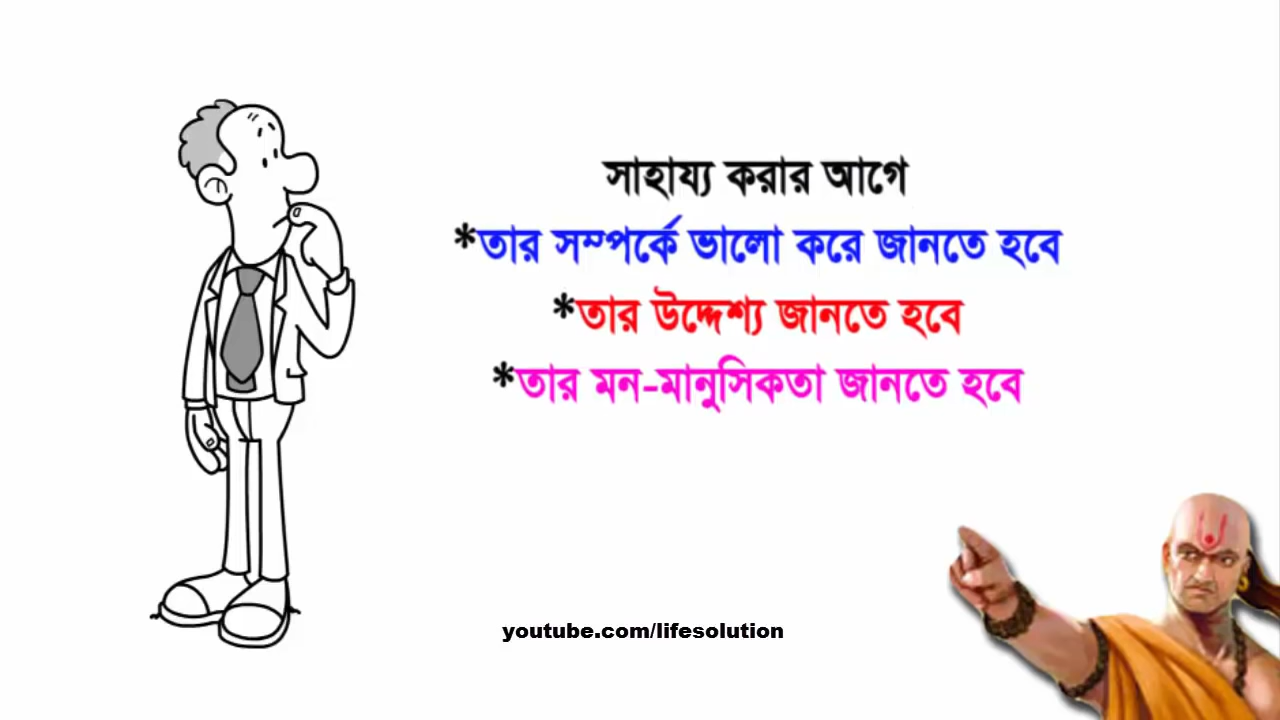 সাহায্য করার আগে
*তার সম্পর্কে ভালো করে জানতে হবে
*তার উদ্দেশ্য জানতে হবে
*তার মন-মানুসিকতা জানতে হবে
youtube.com/lifesolution